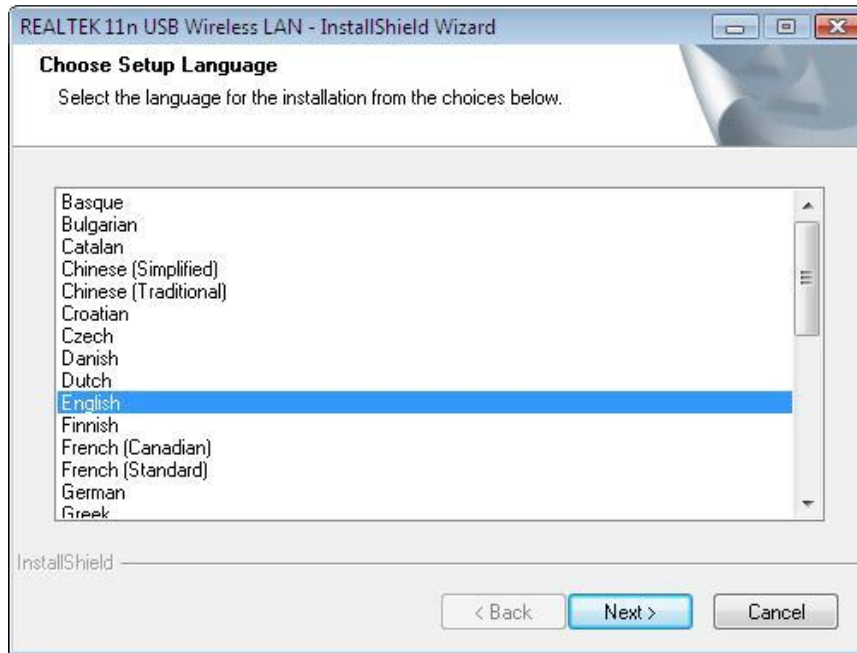 REALTEK 11n USB Wireless LAN - InstallShield Wizard
Choose Setup Language
Select the language for the installation from the choices below.
Basque
Bulgarian
Catalan
Chinese (Simplified)
Chinese (Traditional)
Croatian
Czech
Danish
Dutch
English
Finnish
French (Canadian)
French (Standard)
German
Greek
InstallShield
< Back
Next >
Cancel